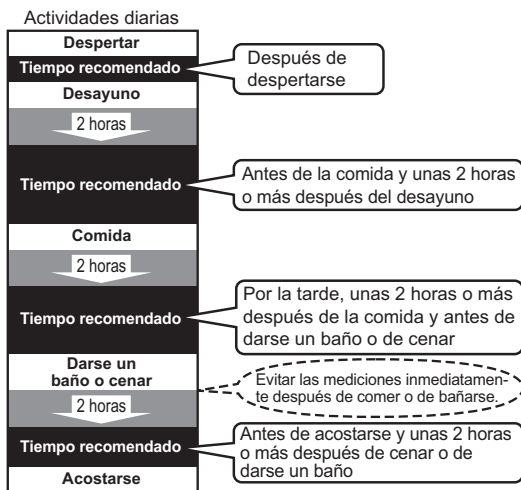 Actividades diarias
Despertar
Tiempo recomendado
Después de
despertarse
Desayuno
2 horas
Tiempo recomendado
Antes de la comida y unas 2 horas
o más después del desayuno
Comida
2 horas
Tiempo recomendado
Por la tarde, unas 2 horas o más
después de la comida y antes de
darse un baño o de cenar
Darse un
baño o cenar
Evitar las mediciones inmediatamen-
te después de comer o de bañarse.
2 horas
Tiempo recomendado
Antes de acostarse y unas 2 horas
o más después de cenar o de
darse un baño
Acostarse